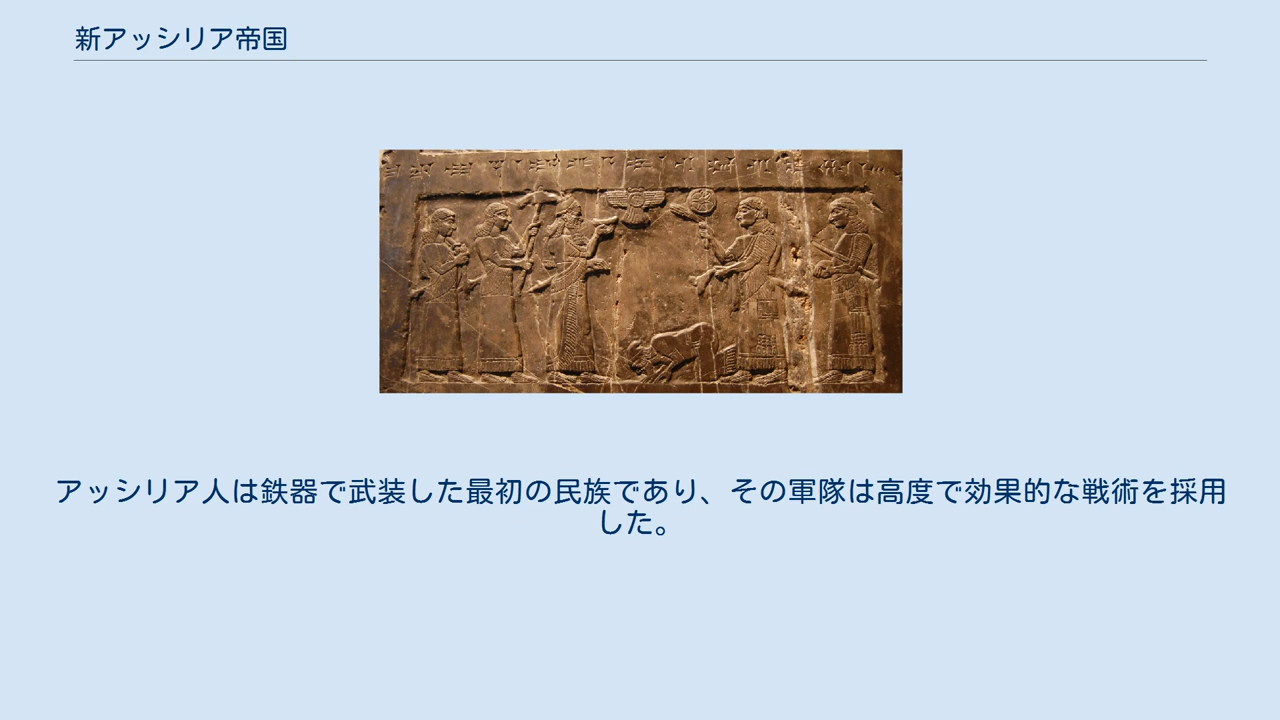 新アッシリア帝国
アッシリア人は鉄器で武装した最初の民族であり、その軍隊は高度で効果的な戦術を採用
した。